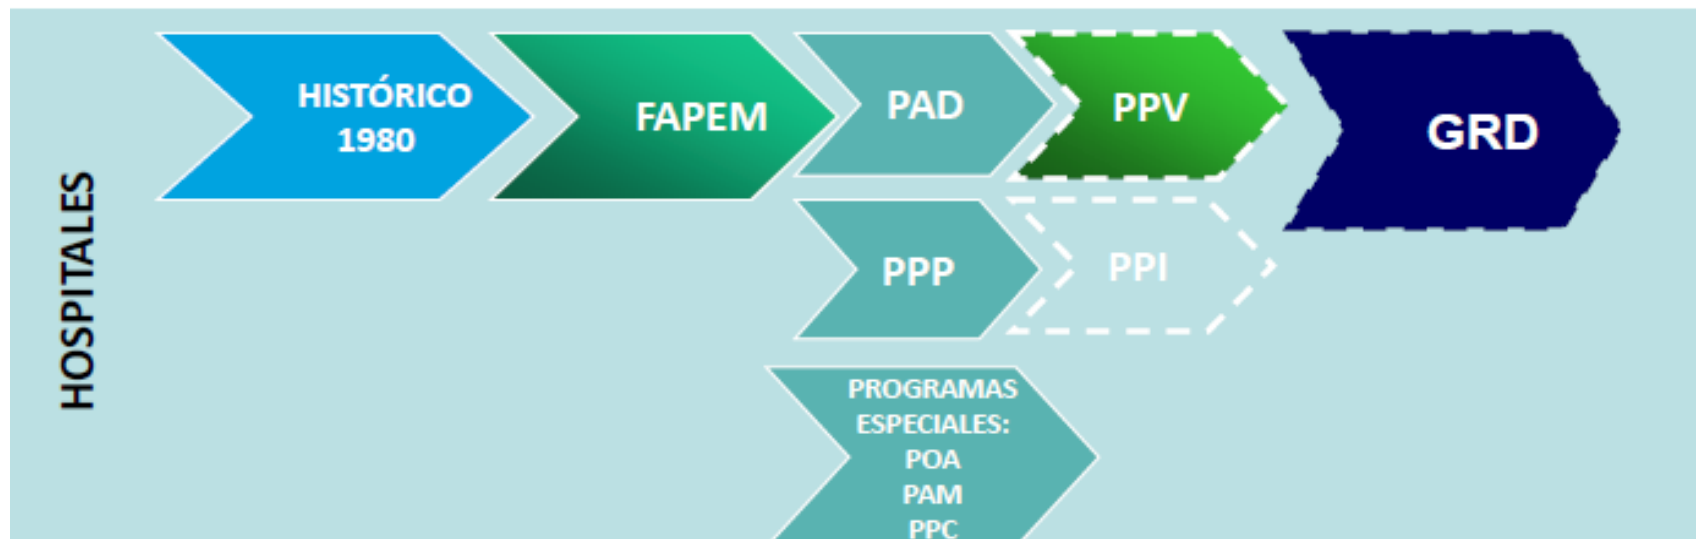 HOSPITALES
HISTÓRICO
1980
FAPEM
PAD
PPV
GRD
PPP
PPI
PROGRAMAS
ESPECIALES:
POA
PAM
PPC